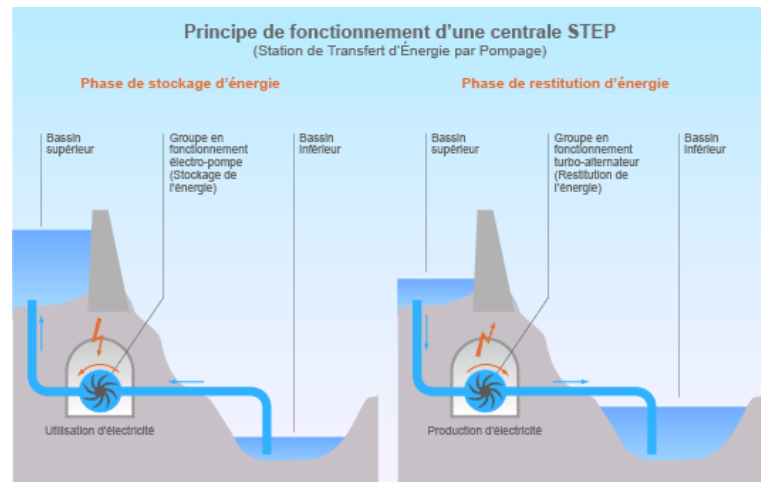 Principe de fonctionnement d'une centrale STEP
(Station de Transfert d'Énergie par Pompage)
Phase de stockage d'énergie
Bassin
supérieur
Groupe en
fonctionnement
électro-pompe
(Stockage de
l'énergie)
Bassin
inférieur
Utilisation d'électricité
Phase de restitution d'énergie
Bassin
supérieur
Groupe en
fonctionnement
turbo-alternateur
(Restitution de
l'énergie)
Bassin
inférieur
Production d'électricité